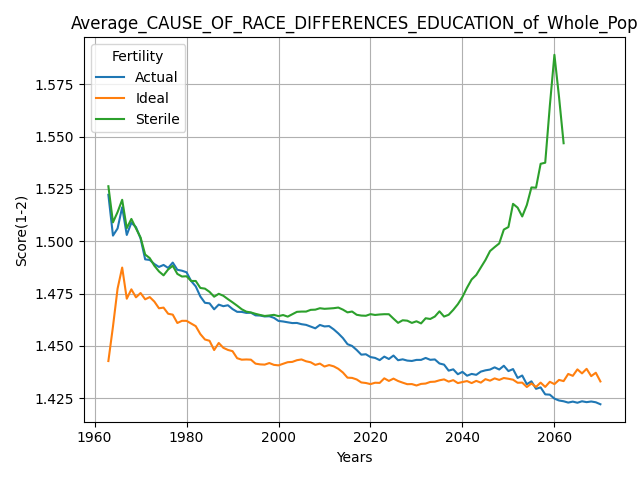 Average_CAUSE_OF_RACE_DIFFERENCES_EDUCATION_of_Whole_Pop
Fertility
Actual
Ideal
Sterile
Score(1-2)
1.575
1.550
1.525
1.500
1.475
1.450
1.425
1960 1980 2000 2020 2040 2060
Years